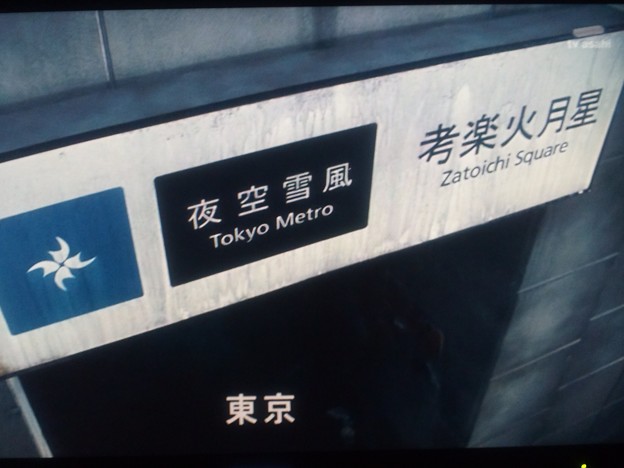 tv asahi
考楽火月星
Zatoichi Square
夜空雪風
Tokyo Metro
東京